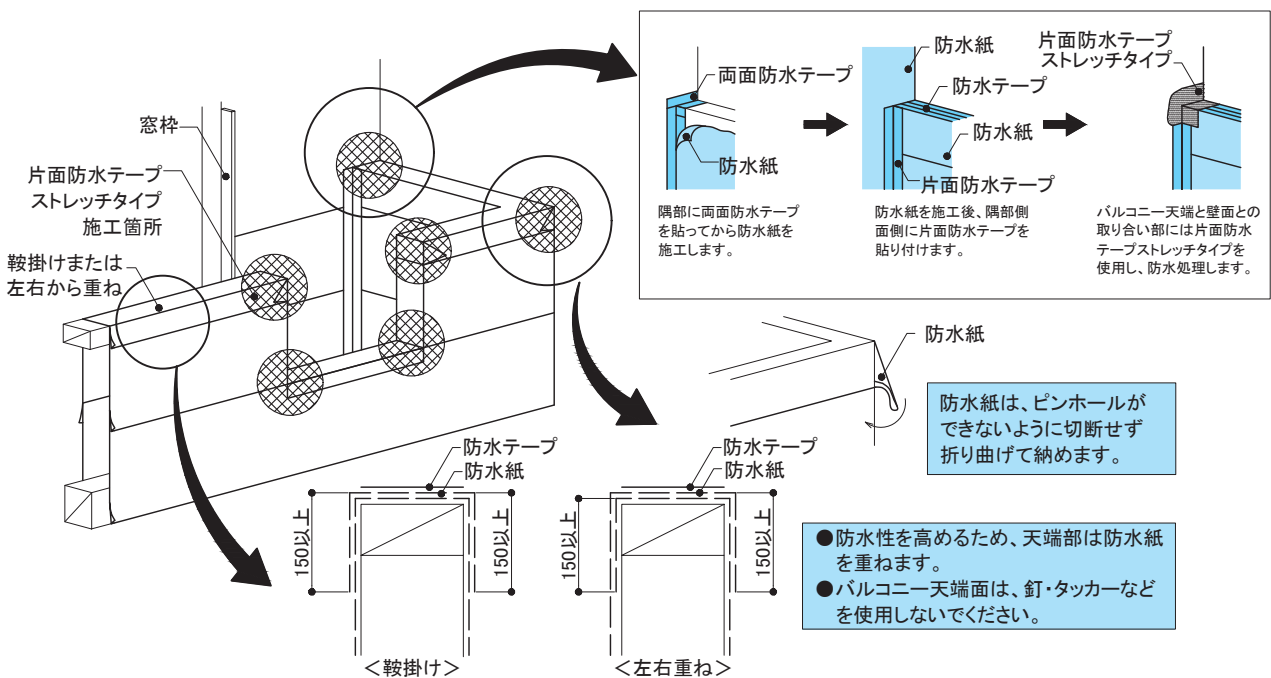 窓枠
片面防水テープ
ストレッチタイプ
施工箇所
鞍掛けまたは
左右から重ね
両面防水テープ
防水紙
隅部に両面防水テープ
を貼ってから防水紙を
施工します。
防水紙
防水テープ
防水紙
片面防水テープ
防水紙を施工後、隅部側
面側に片面防水テープを
貼り付けます。
片面防水テープ
ストレッチタイプ
バルコニー天端と壁面との
取り合い部には片面防水
テープストレッチタイプを
使用し、防水処理します。
防水紙
防水紙は、ピンホールが
できないように切断せず
折り曲げて納めます。
防水テープ
防水紙
150以上
150以上
＜鞍掛け＞
防水テープ
防水紙
150以上
150以上
＜左右重ね＞
●防水性を高めるため、天端部は防水紙
を重ねます。
●バルコニー天端面は、釘・タッカーなど
を使用しないでください。